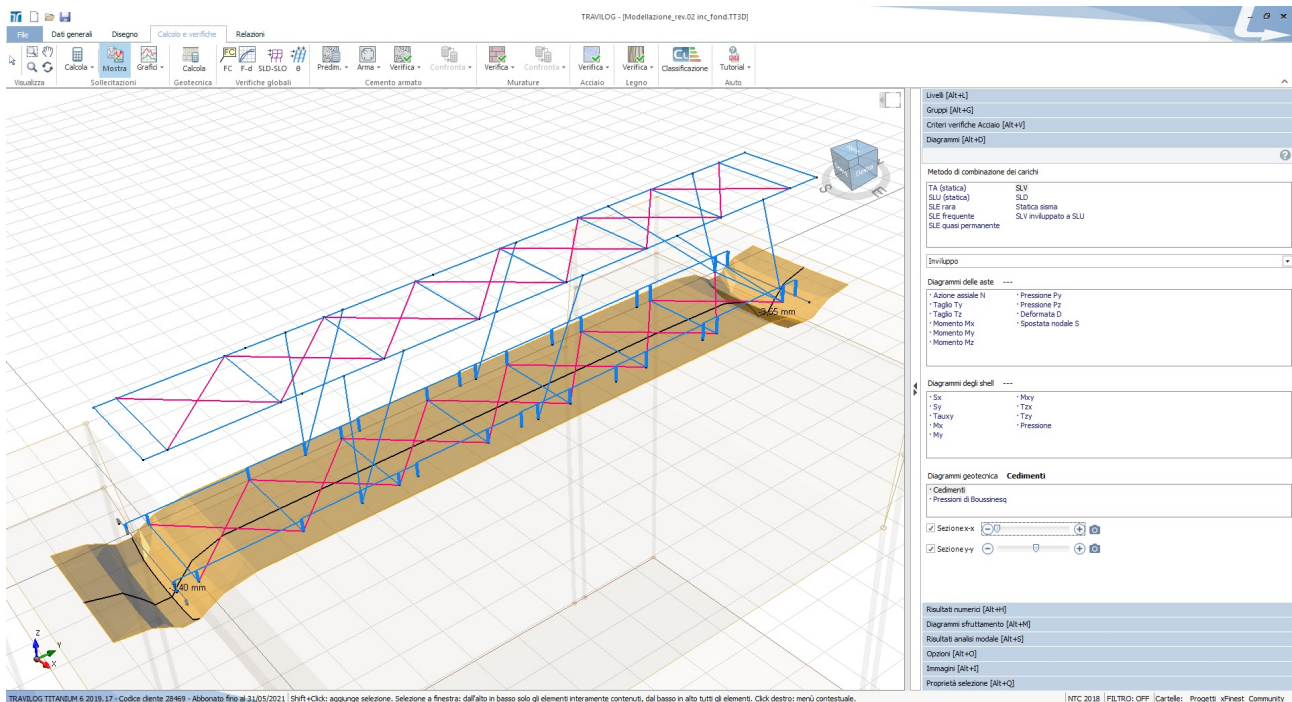 TRAVILOG - [Modellazione_rev.02 inc_fond.TT3D]
File Dati generali Disegno Calcolo e verifiche Relazioni
FC
Calcola Mostra Grafici Calcola FC F-d SLD-SLO θ Predim. Arma Verifica Confronta Verifica Confronta Verifica Verifica Classificazione Tutorial
Visualizza Sollecitazioni Geotecnica Verifiche globali Cemento armato Murature Acciaio Legno Aiuto
Livelli [Alt+L]
Gruppi [Alt+G]
Criteri verifiche Acciaio [Alt+V]
Diagrammi [Alt+D]
Metodo di combinazione dei carichi
TA (statica) SLV
SLU (statica) SLD
SLE rara Statica sisma
SLE frequente SLV inviluppato a SLU
SLE quasi permanente
Inviluppo
Diagrammi delle aste ---
· Azione assiale N · Pressione Py
· Taglio Ty · Pressione Pz
· Taglio Tz · Deformata D
· Momento Mx · Spostata nodale S
· Momento My
· Momento Mz
Diagrammi degli shell ---
· Sx · Mxy
· Sy · Tzx
· Tauxy · Tzy
· Mx · Pressione
· My
Diagrammi geotecnica Cedimenti
· Cedimenti
· Pressioni di Boussinesq
Sezione x-x
Sezione y-y
Risultati numerici [Alt+H]
Diagrammi sfruttamento [Alt+M]
Risultati analisi modale [Alt+S]
Opzioni [Alt+O]
Immagini [Alt+I]
Proprietà selezione [Alt+Q]
S
E
-3,55 mm
40 mm
Z
Y
X
TRAVILOG TITANIUM 6 2019.17 - Codice cliente 28469 - Abbonato fino al 31/05/2021 Shift+Click: aggiunge selezione. Selezione a finestra: dall'alto in basso solo gli elementi interamente contenuti, dal basso in alto tutti gli elementi. Click destro: menù contestuale. NTC 2018 FILTRO: OFF Cartelle: Progetti xFinest Community